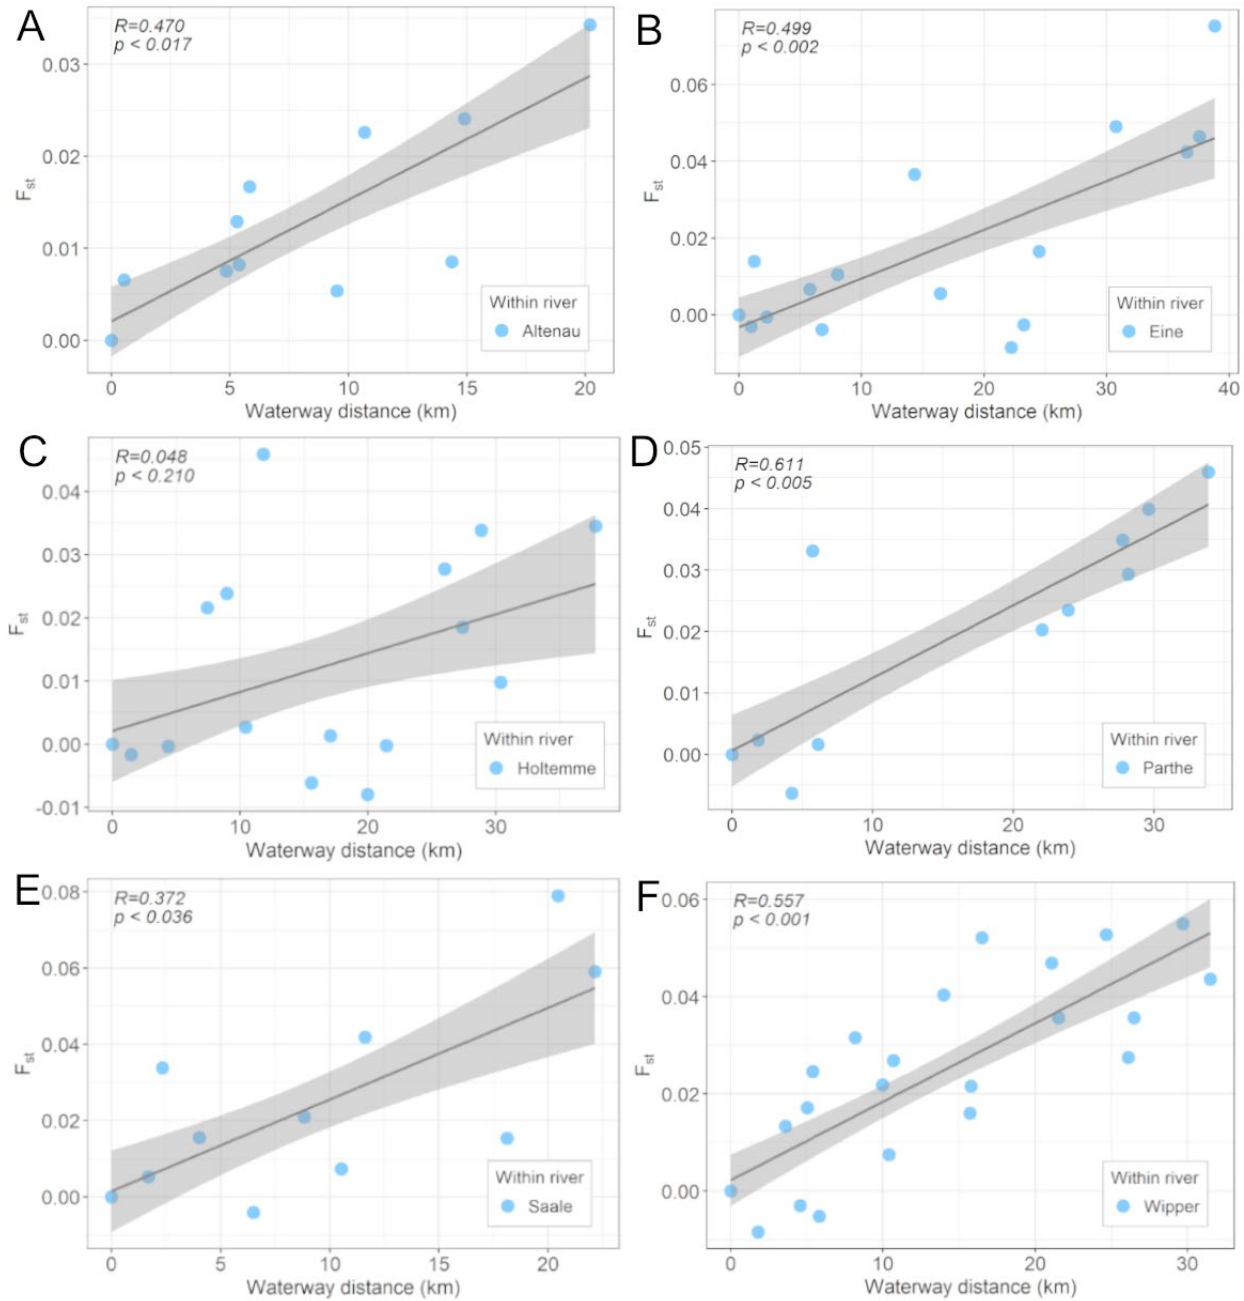 A
R=0.470
p < 0.017
0.03
0.02
0.01
0.00
Fst
Within river
Altenau
0 5 10 15 20
Waterway distance (km)
B
R=0.499
p < 0.002
0.06
0.04
0.02
0.00
Fst
Within river
Eine
0 10 20 30 40
Waterway distance (km)
C
R=0.048
p < 0.210
0.04
0.03
0.02
0.01
0.00
-0.01
Fst
Within river
Holtemme
0 10 20 30
Waterway distance (km)
D
R=0.611
p < 0.005
0.05
0.04
0.03
0.02
0.01
0.00
Fst
Within river
Parthe
0 10 20 30
Waterway distance (km)
E
R=0.372
p < 0.036
0.08
0.06
0.04
0.02
0.00
Fst
Within river
Saale
0 5 10 15 20
Waterway distance (km)
F
R=0.557
p < 0.001
0.06
0.04
0.02
0.00
Fst
Within river
Wipper
0 10 20 30
Waterway distance (km)